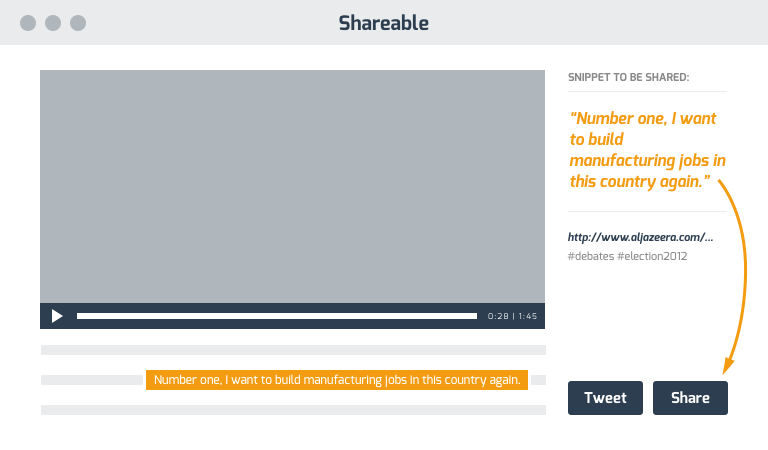 Shareable
SNIPPET TO BE SHARED:
“Number one, I want
to build
manufacturing jobs in
this country again.”
http://www.aljazeera.com/...
#debates #election2012
0:28 | 1:45
Number one, I want to build manufacturing jobs in this country again.
Tweet
Share